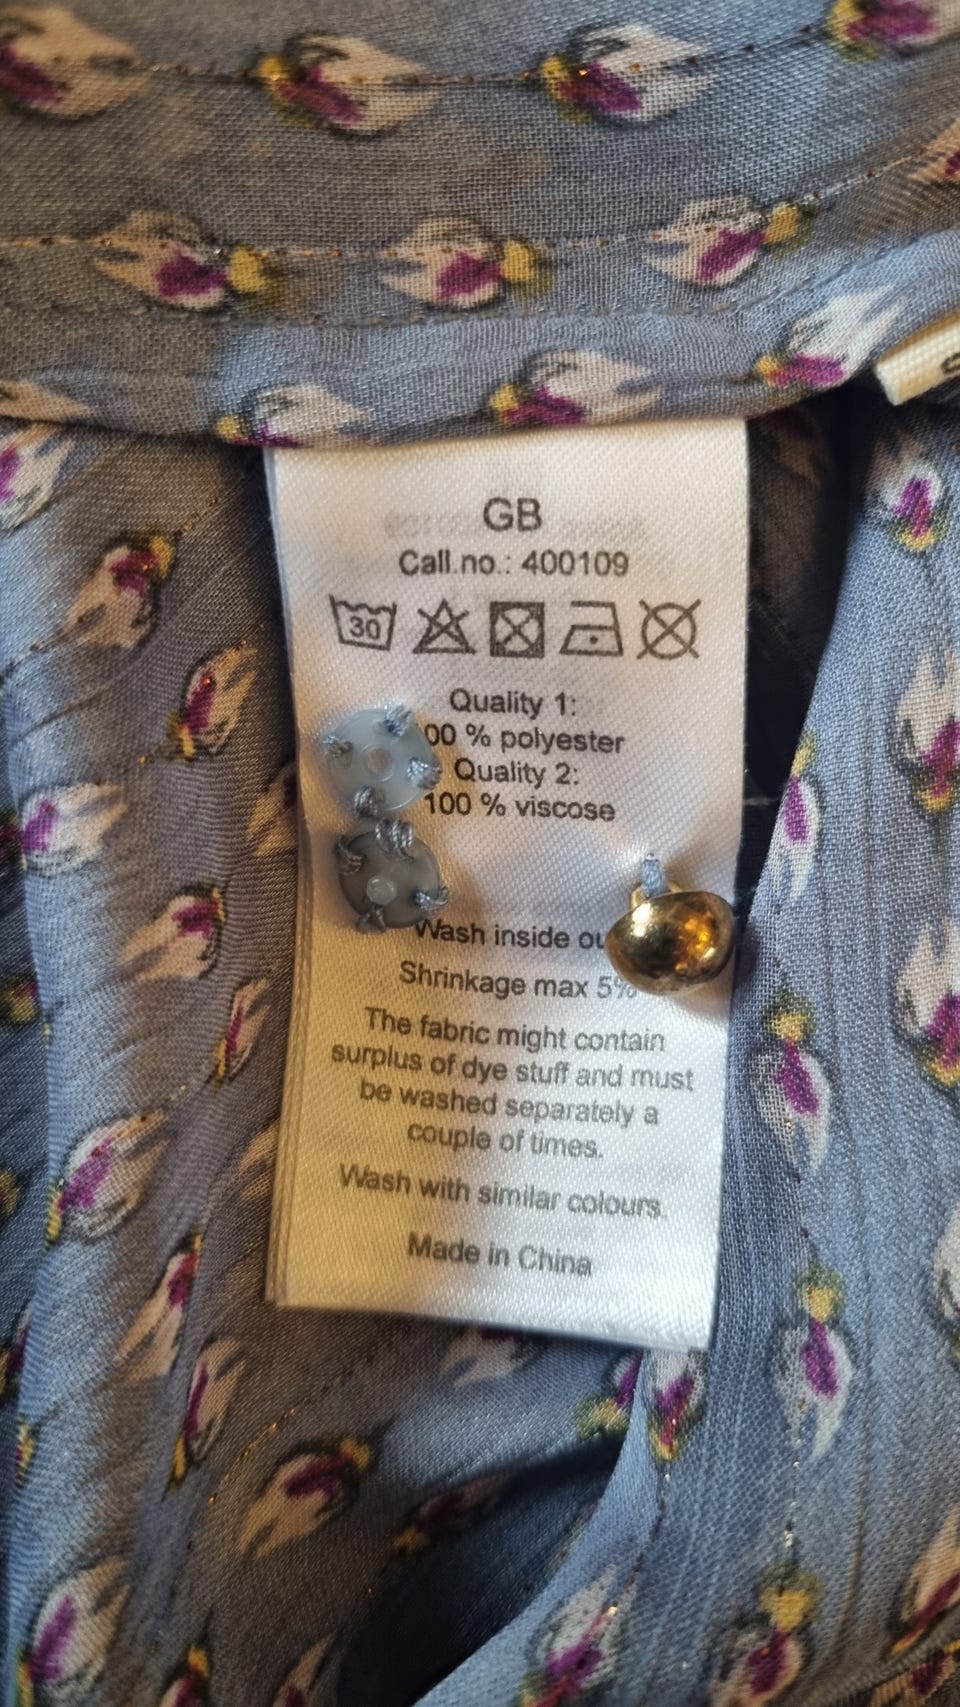 GB
Call.no.: 400109
30
Quality 1:
00 % polyester
Quality 2:
100 % viscose
Wash inside ou
Shrinkage max 5%
The fabric might contain
surplus of dye stuff and must
be washed separately a
couple of times.
Wash with similar colours.
Made in China